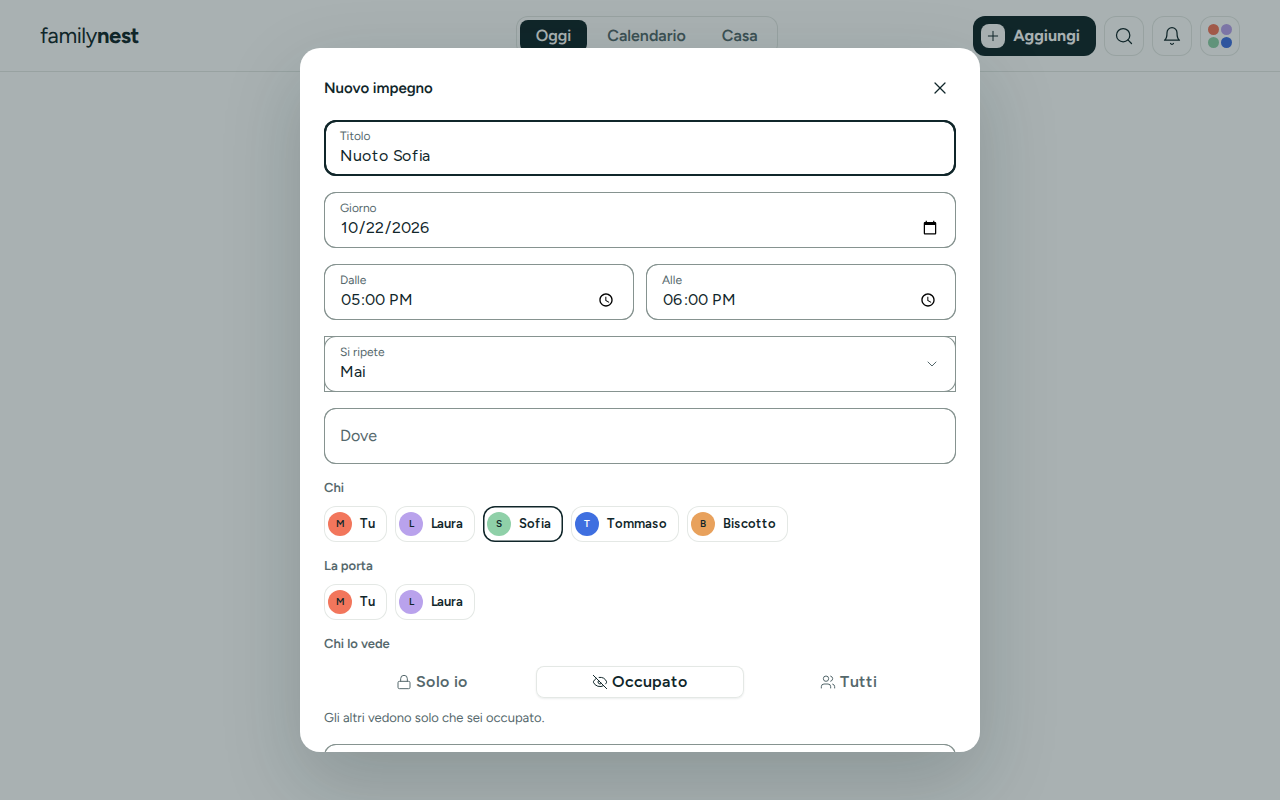 familynest
Oggi Calendario Casa
Aggiungi
Nuovo impegno
Titolo
Nuoto Sofia
Giorno
10/22/2026
Dalle Alle
05:00 PM 06:00 PM
Si ripete
Mai
Dove
Chi
M Tu L Laura S Sofia T Tommaso B Biscotto
La porta
M Tu L Laura
Chi lo vede
Solo io Occupato Tutti
Gli altri vedono solo che sei occupato.